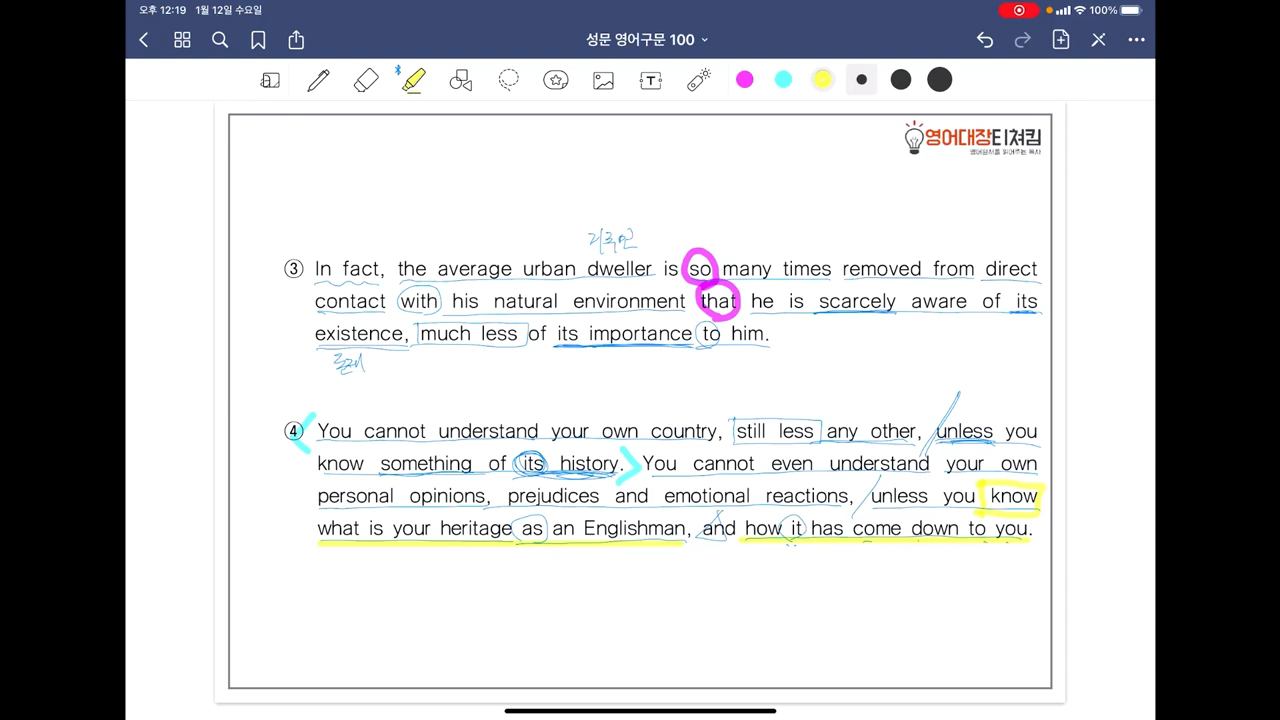 오후 12:19 1월 12일 수요일
100%
성문 영어구문 100
영어대장티쳐킴
거주민
③ In fact, the average urban dweller is so many times removed from direct
contact with his natural environment that he is scarcely aware of its
existence, much less of its importance to him.
존재
④ You cannot understand your own country, still less any other, unless you
know something of its history. You cannot even understand your own
personal opinions, prejudices and emotional reactions, unless you know
what is your heritage as an Englishman, and how it has come down to you.